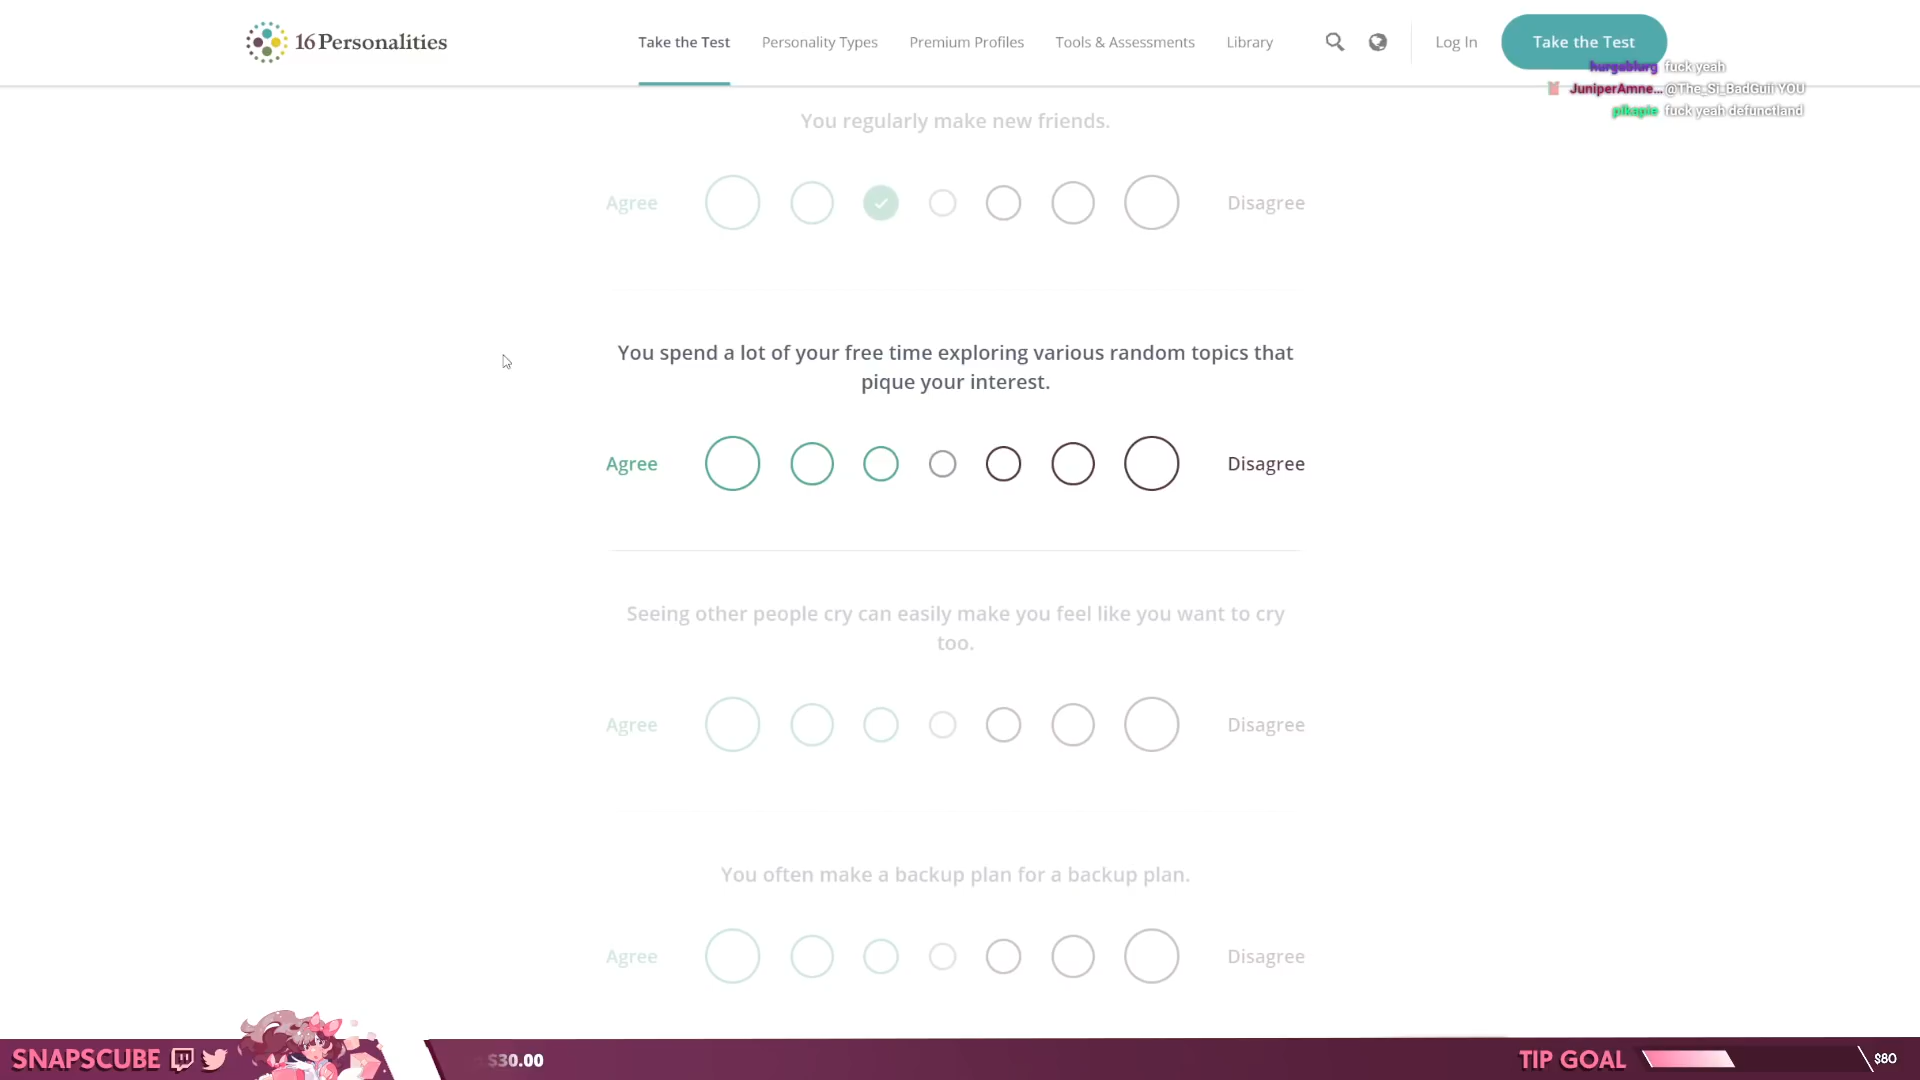 16Personalities
Take the Test
Personality Types
Premium Profiles
Tools & Assessments
Library
Log In
Take the Test
hurgeblurg fuck yeah
JuniperAmne... @The_Si_BadGuil YOU
pikapie fuck yeah defunctland
You regularly make new friends.
Agree
Disagree
You spend a lot of your free time exploring various random topics that
pique your interest.
Agree
Disagree
Seeing other people cry can easily make you feel like you want to cry
too.
Agree
Disagree
You often make a backup plan for a backup plan.
Agree
Disagree
SNAPSCUBE
$30.00
TIP GOAL
$80